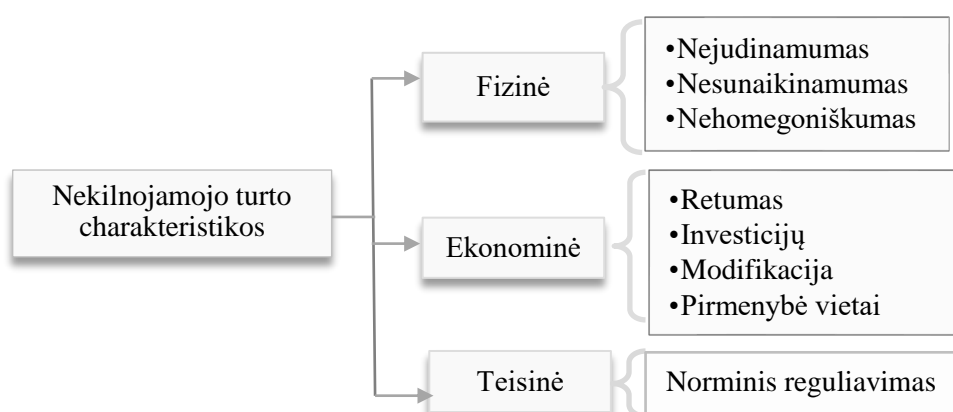 Nekilnojamojo turto
charakteristikos
Fizinė
•Nejudinamumas
•Nesunaikinamumas
•Nehomegoniškumas
Ekonominė
•Retumas
•Investicijų
•Modifikacija
•Pirmenybė vietai
Teisinė
Norminis reguliavimas